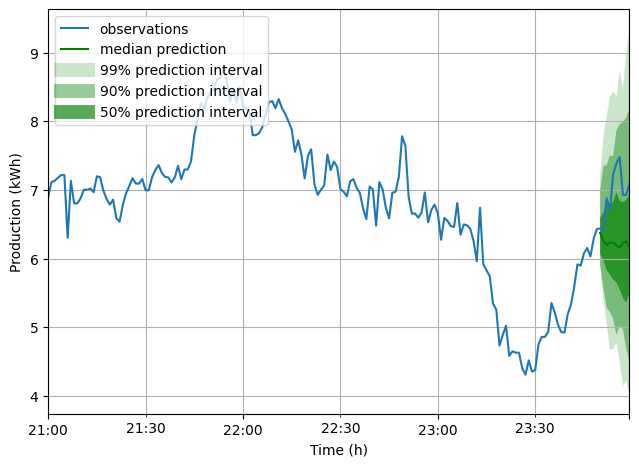 observations
median prediction
99% prediction interval
90% prediction interval
50% prediction interval
9
8
7
6
5
4
Production (kWh)
21:00 21:30 22:00 22:30 23:00 23:30
Time (h)